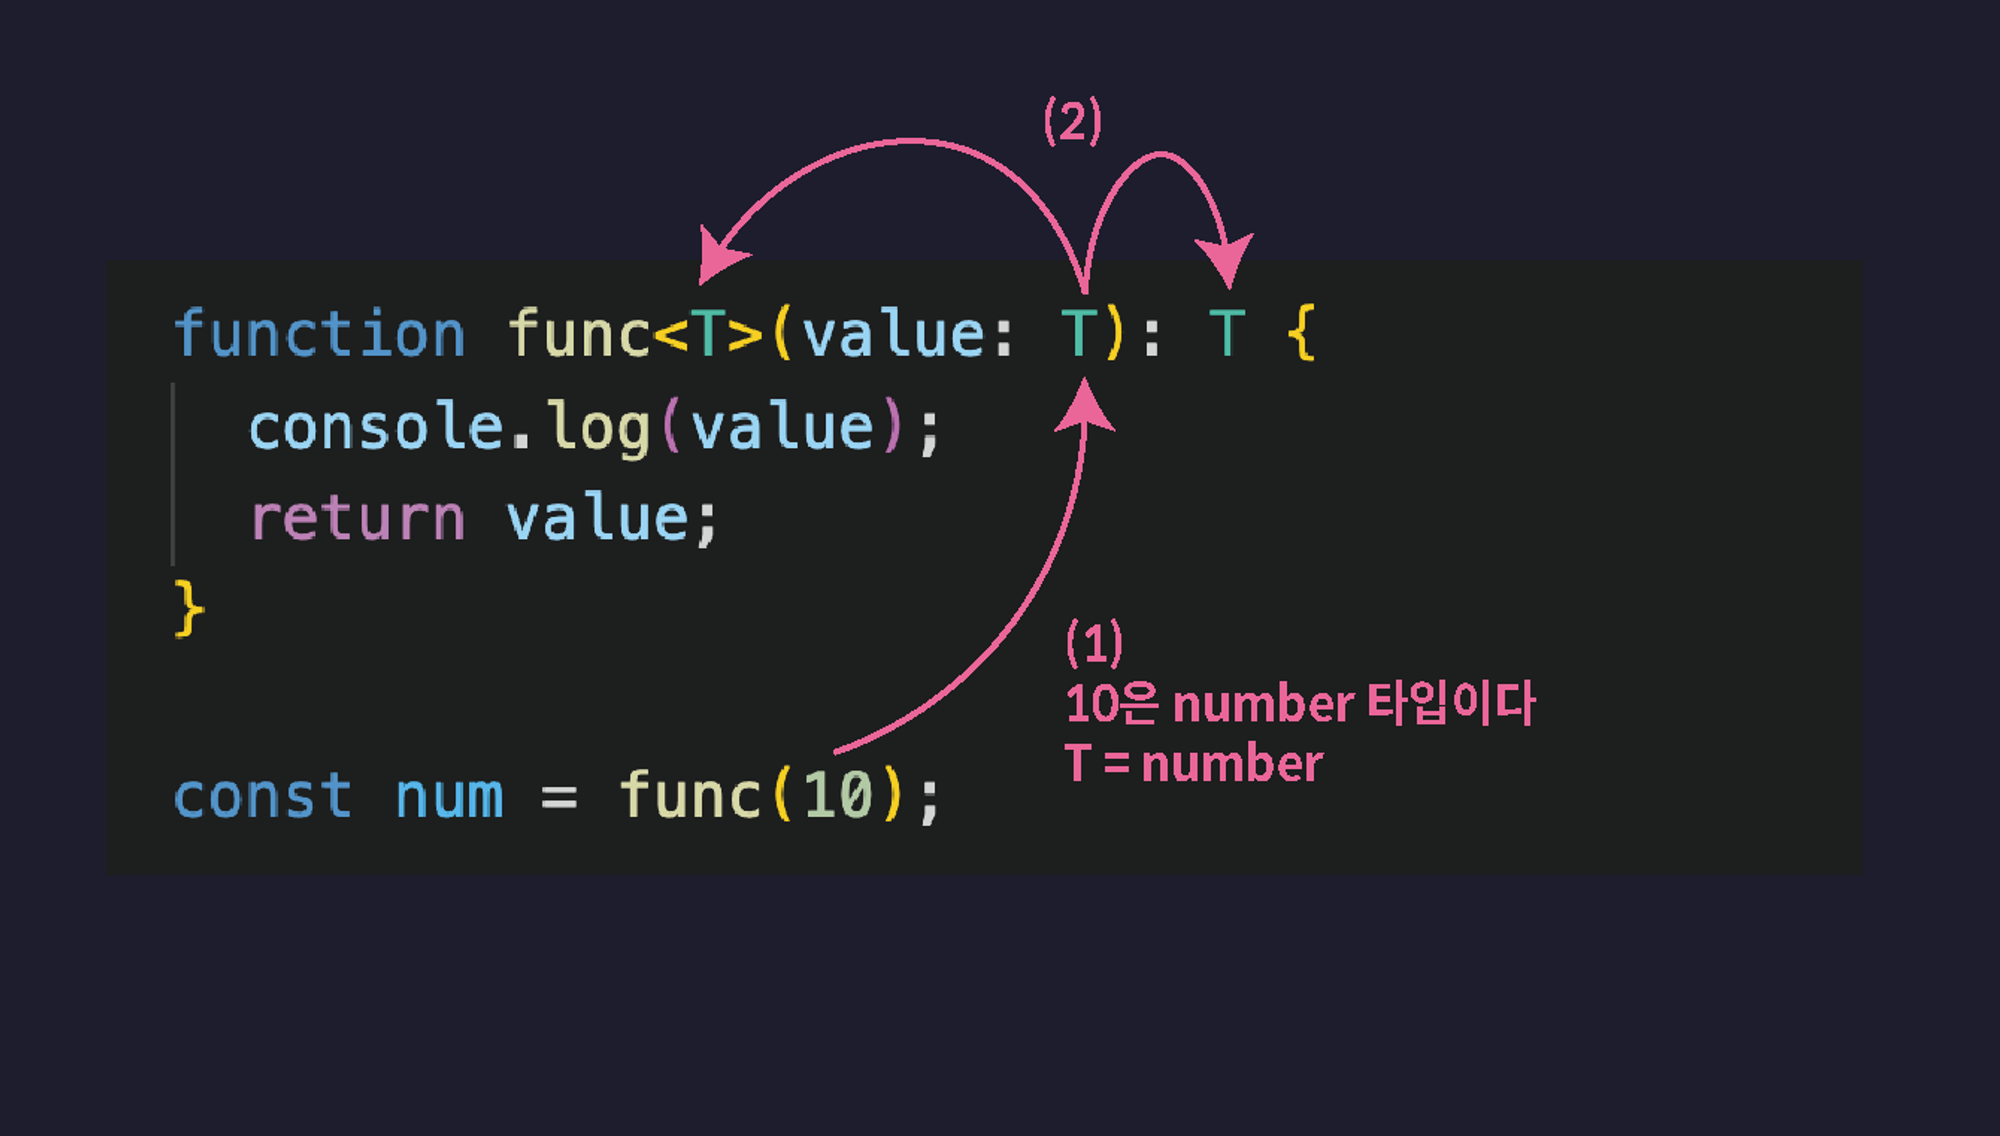 (2)
function func<T>(value: T): T {
  console.log(value);
  return value;
}
(1)
10은 number 타입이다
T = number
const num = func(10);